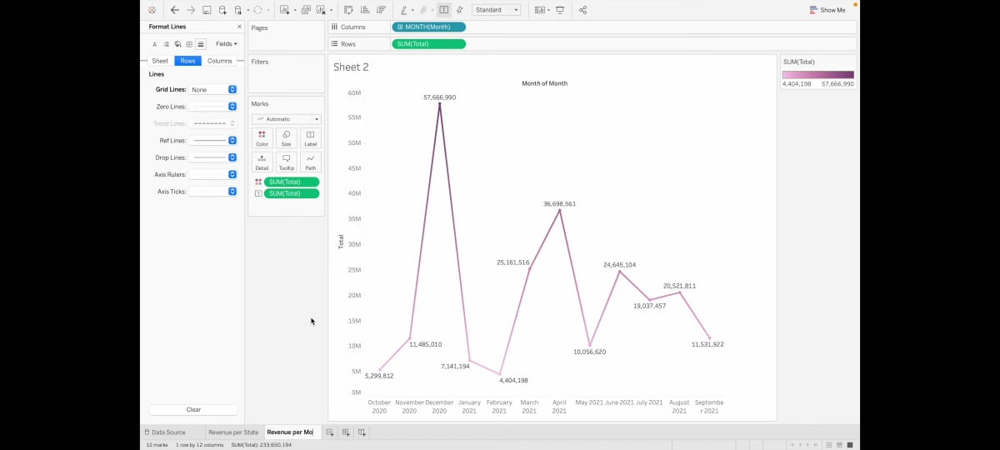 Standard
Show Me
Format Lines
Fields
Sheet Rows Columns
Lines
Grid Lines: None
Zero Lines:
Trend Lines:
Ref Lines:
Drop Lines:
Axis Rulers:
Axis Ticks:
Clear
Pages
Filters
Marks
Automatic
Color Size Label
Detail Tooltip Path
SUM(Total)
SUM(Total)
Columns MONTH(Month)
Rows SUM(Total)
Sheet 2
Month of Month
60M
55M
50M
45M
40M
35M
30M
25M
20M
15M
10M
5M
0M
Total
57,666,990
36,698,561
25,161,516
24,645,104
20,521,811
19,037,457
11,485,010
11,531,922
10,056,620
7,141,194
5,299,812
4,404,198
October November December January February March April May 2021 June 2021 July 2021 August Septembe
2020 2020 2020 2021 2021 2021 2021 2021 r 2021
SUM(Total)
4,404,198 57,666,990
Data Source Revenue per State Revenue per Mo
12 marks 1 row by 12 columns SUM(Total): 233,650,194